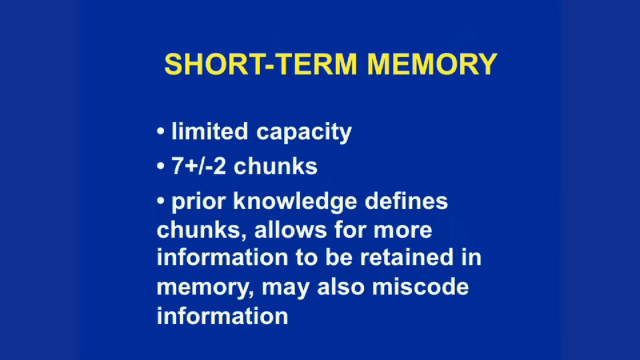 SHORT-TERM MEMORY
• limited capacity
• 7+/-2 chunks
• prior knowledge defines
chunks, allows for more
information to be retained in
memory, may also miscode
information